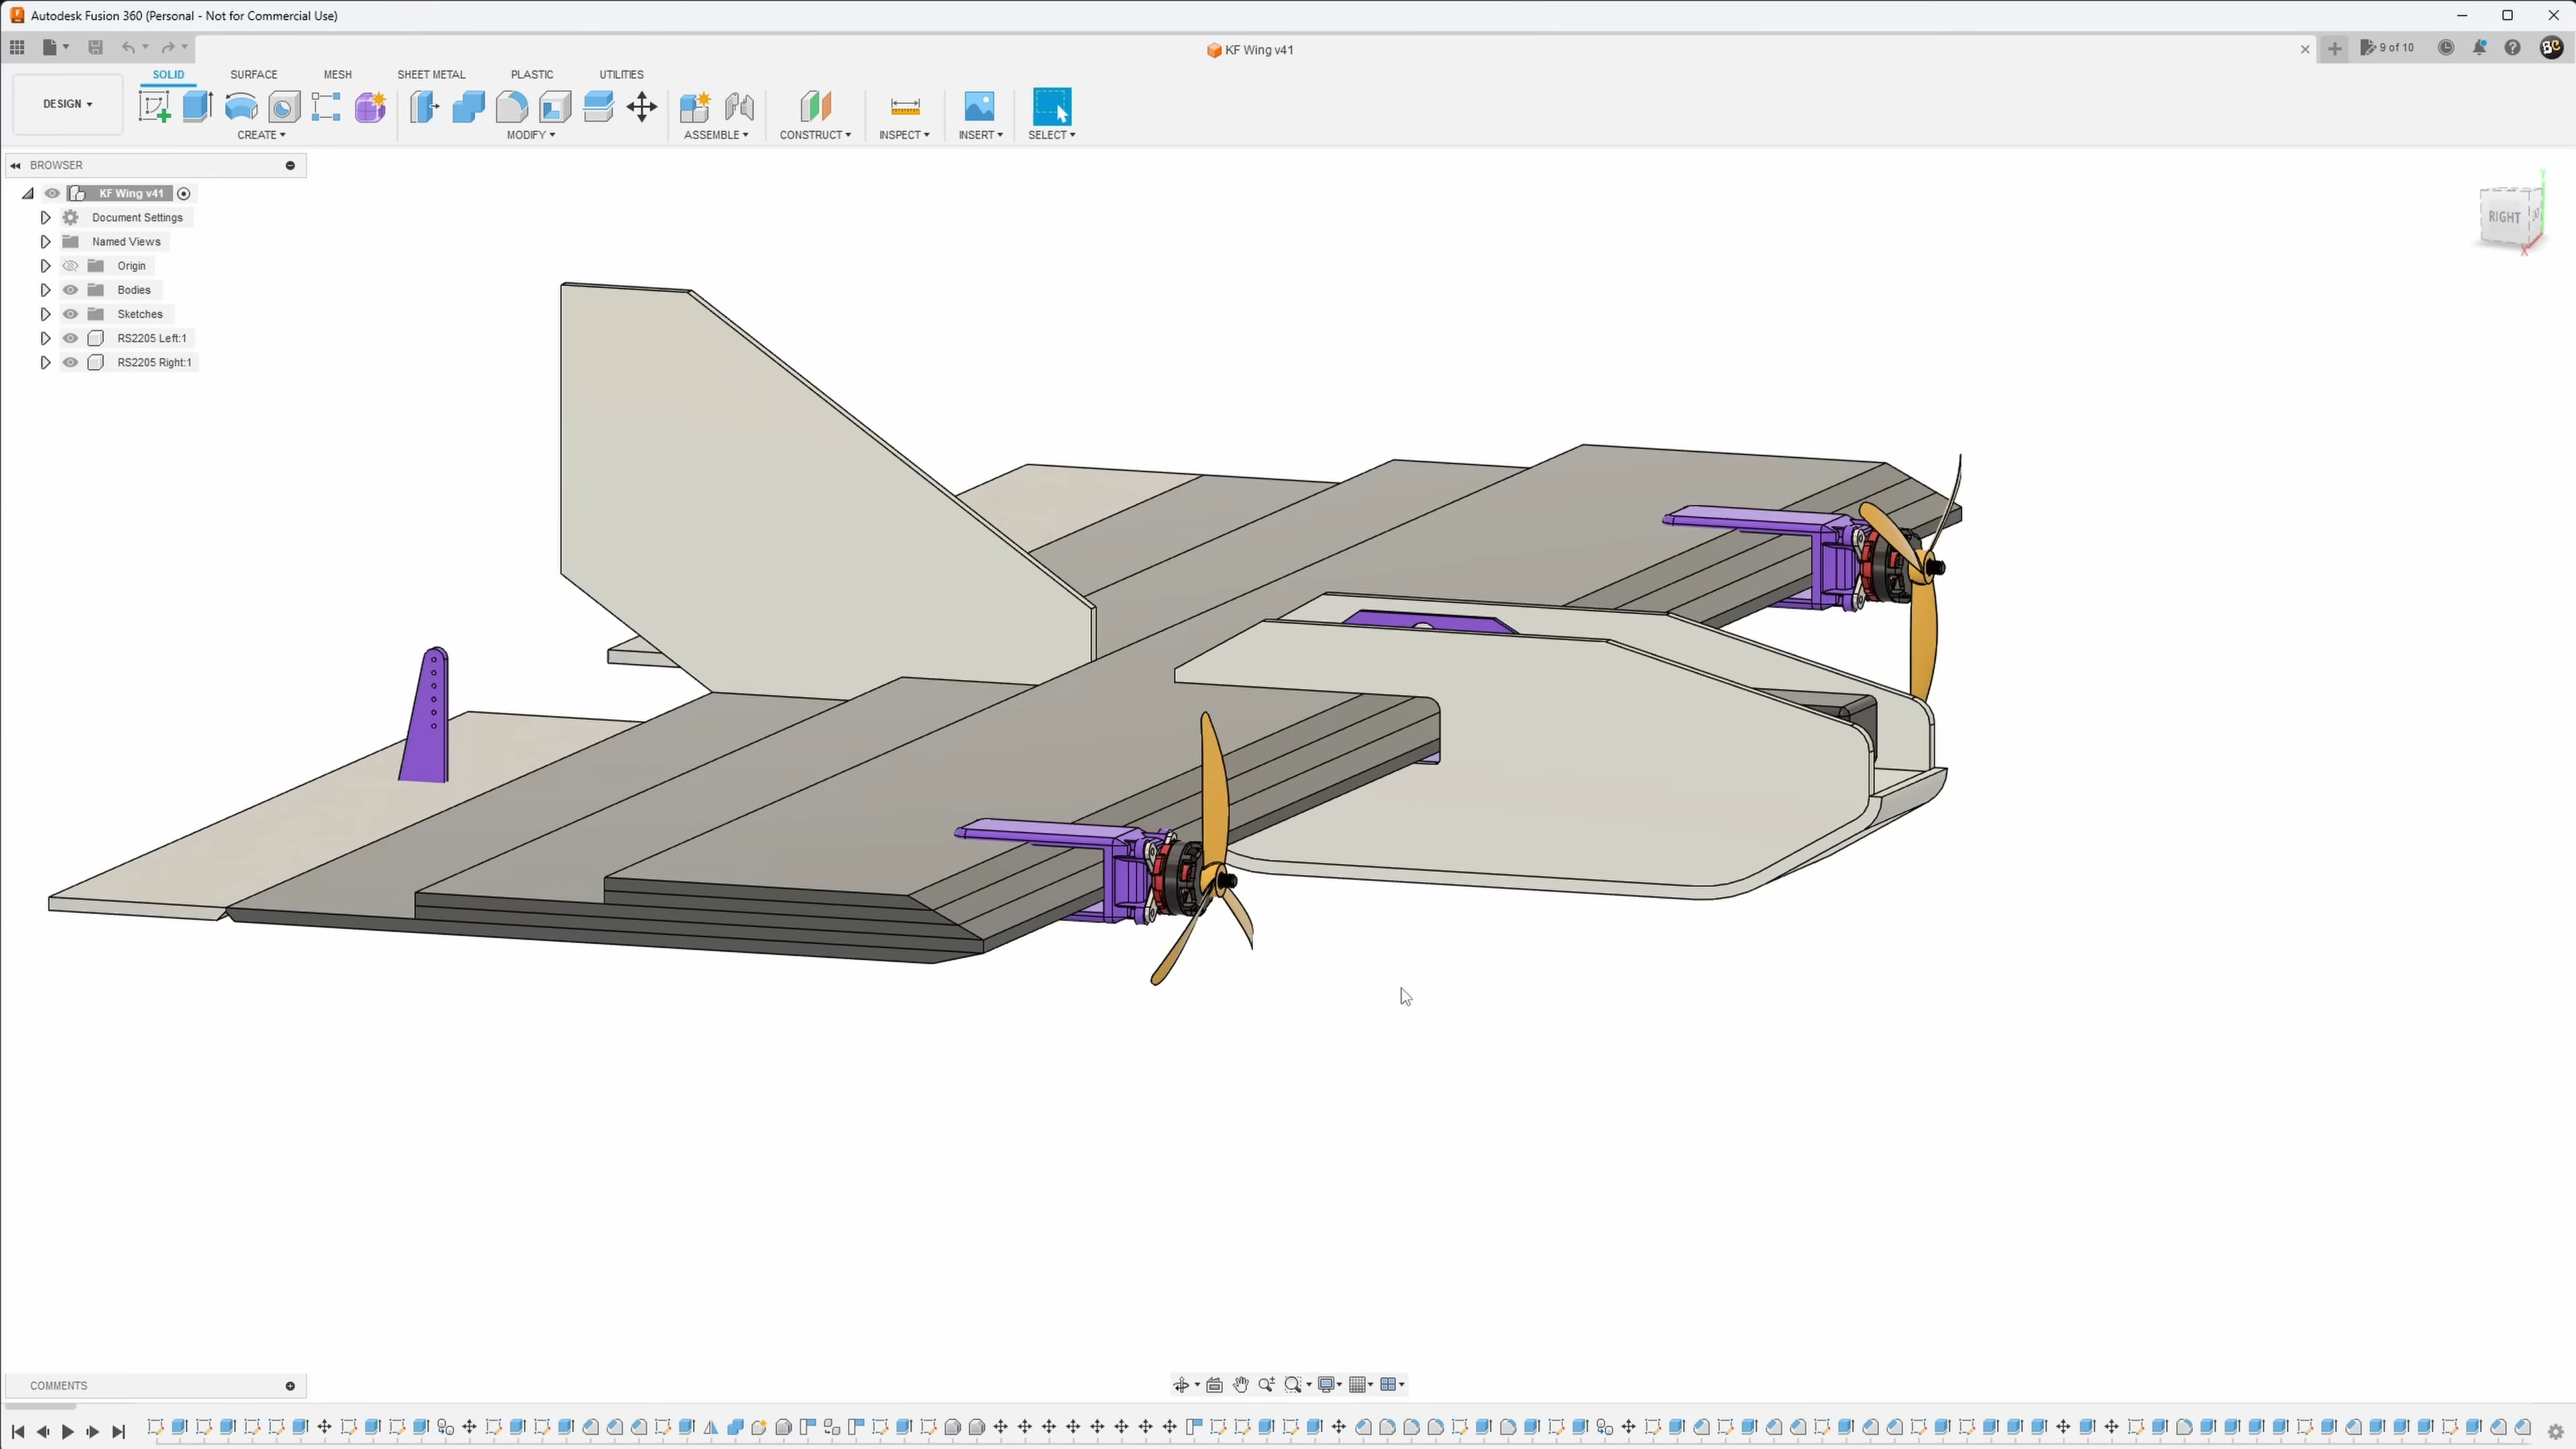 Autodesk Fusion 360 (Personal - Not for Commercial Use)
KF Wing v41
9 of 10
BC
DESIGN
SOLID
SURFACE
MESH
SHEET METAL
PLASTIC
UTILITIES
CREATE
MODIFY
ASSEMBLE
CONSTRUCT
INSPECT
INSERT
SELECT
BROWSER
KF Wing v41
Document Settings
Named Views
Origin
Bodies
Sketches
RS2205 Left:1
RS2205 Right:1
RIGHT
X
COMMENTS